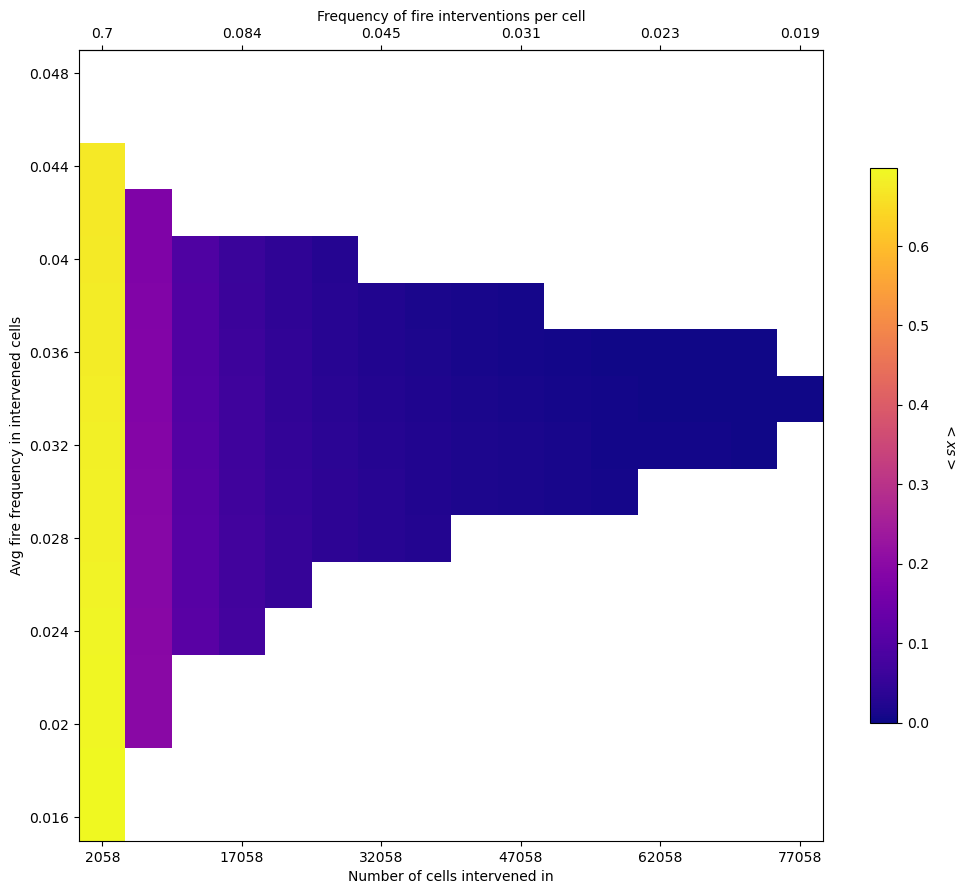 Frequency of fire interventions per cell
0.7 0.084 0.045 0.031 0.023 0.019
0.048
0.044
0.04
0.036
0.032
0.028
0.024
0.02
0.016
Avg fire frequency in intervened cells
2058 17058 32058 47058 62058 77058
Number of cells intervened in
0.6
0.5
0.4
0.3
0.2
0.1
0.0
< sx >